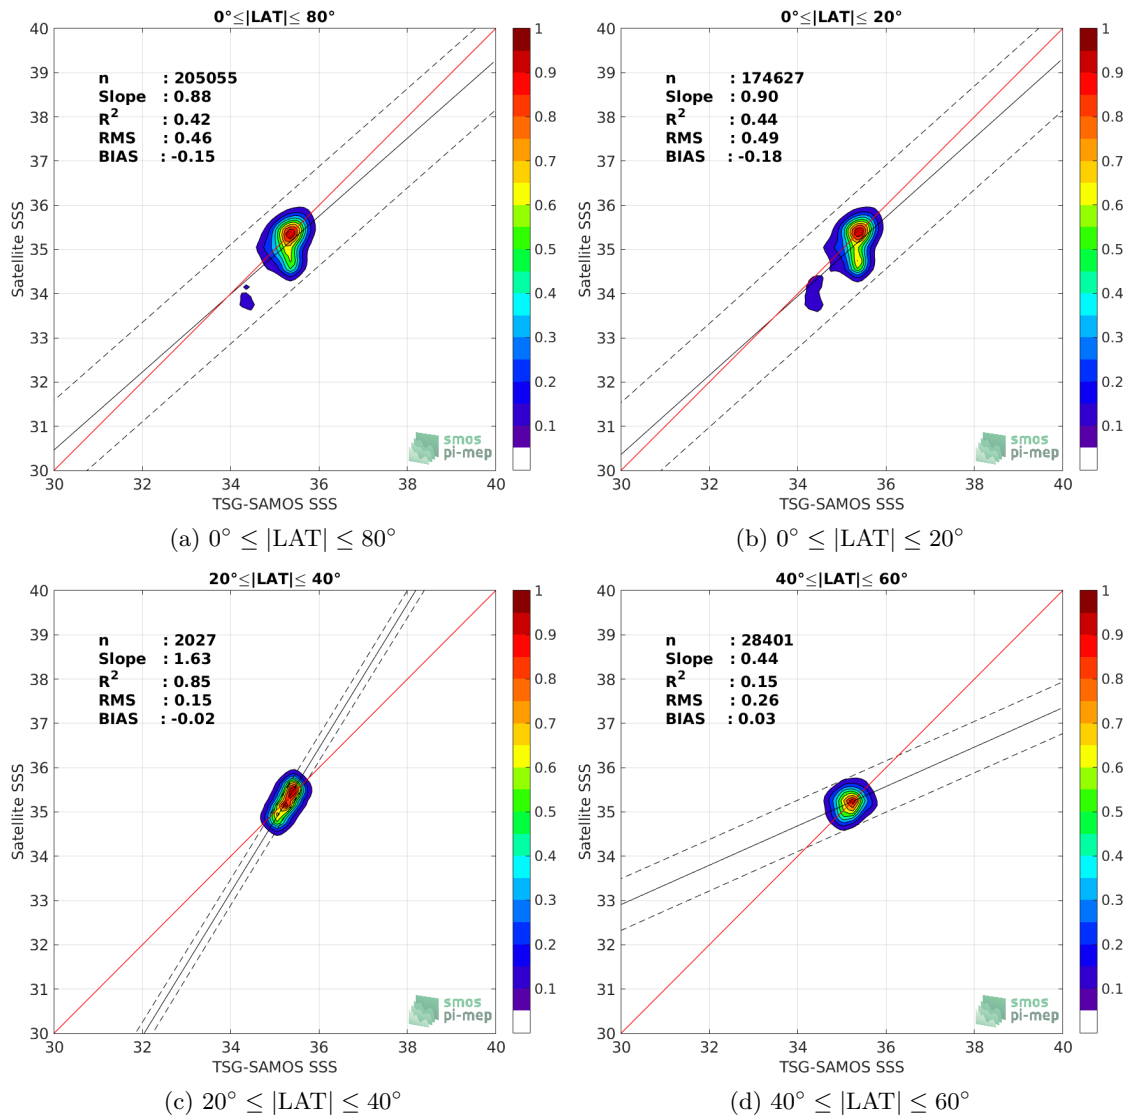 0°≤|LAT|≤ 80°
40
39
38
37
36
35
34
33
32
31
30
Satellite SSS
n : 205055
Slope : 0.88
R² : 0.42
RMS : 0.46
BIAS : -0.15
smos
pi-mep
30 32 34 36 38 40
TSG-SAMOS SSS
1
0.9
0.8
0.7
0.6
0.5
0.4
0.3
0.2
0.1
(a) 0° ≤ |LAT| ≤ 80°
0°≤|LAT|≤ 20°
40
39
38
37
36
35
34
33
32
31
30
Satellite SSS
n : 174627
Slope : 0.90
R² : 0.44
RMS : 0.49
BIAS : -0.18
smos
pi-mep
30 32 34 36 38 40
TSG-SAMOS SSS
1
0.9
0.8
0.7
0.6
0.5
0.4
0.3
0.2
0.1
(b) 0° ≤ |LAT| ≤ 20°
20°≤|LAT|≤ 40°
40
39
38
37
36
35
34
33
32
31
30
Satellite SSS
n : 2027
Slope : 1.63
R² : 0.85
RMS : 0.15
BIAS : -0.02
smos
pi-mep
30 32 34 36 38 40
TSG-SAMOS SSS
1
0.9
0.8
0.7
0.6
0.5
0.4
0.3
0.2
0.1
(c) 20° ≤ |LAT| ≤ 40°
40°≤|LAT|≤ 60°
40
39
38
37
36
35
34
33
32
31
30
Satellite SSS
n : 28401
Slope : 0.44
R² : 0.15
RMS : 0.26
BIAS : 0.03
smos
pi-mep
30 32 34 36 38 40
TSG-SAMOS SSS
1
0.9
0.8
0.7
0.6
0.5
0.4
0.3
0.2
0.1
(d) 40° ≤ |LAT| ≤ 60°